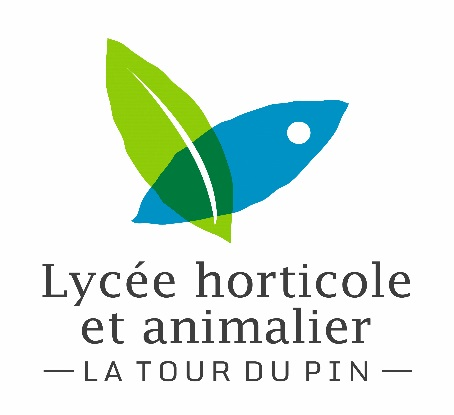 Lycée horticole
et animalier
— LA TOUR DU PIN —